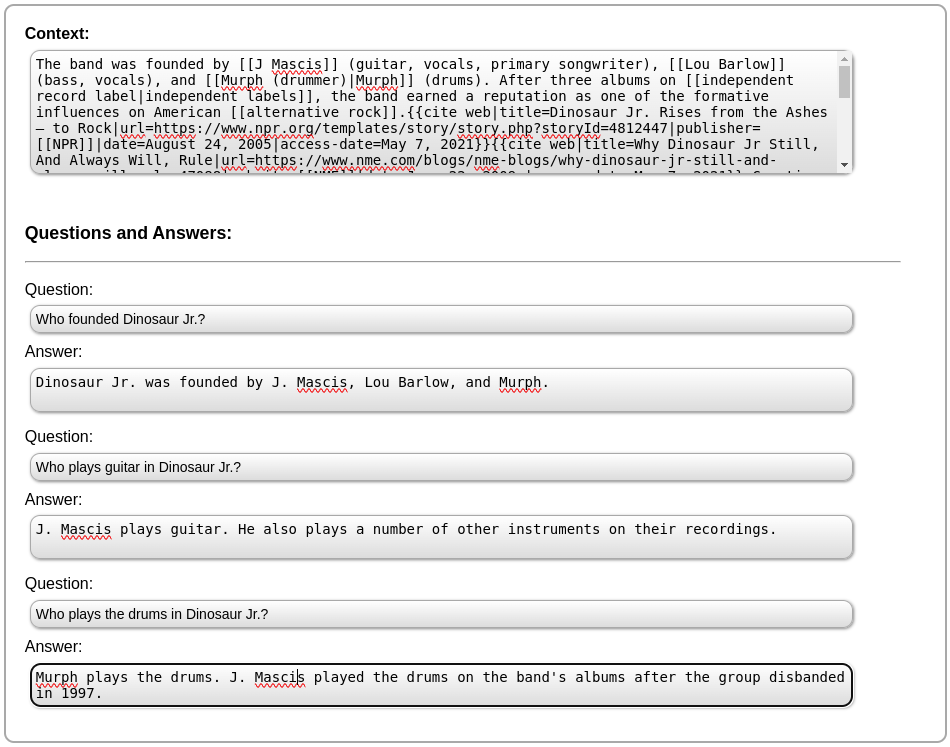 Context:
The band was founded by [[J Mascis]] (guitar, vocals, primary songwriter), [[Lou Barlow]]
(bass, vocals), and [[Murph (drummer)|Murph]] (drums). After three albums on [[independent
record label|independent labels]], the band earned a reputation as one of the formative
influences on American [[alternative rock]].{{cite web|title=Dinosaur Jr. Rises from the Ashes
— to Rock|url=https://www.npr.org/templates/story/story.php?storyId=4812447|publisher=
[[NPR]]|date=August 24, 2005|access-date=May 7, 2021}}{{cite web|title=Why Dinosaur Jr Still,
And Always Will, Rule|url=https://www.nme.com/blogs/nme-blogs/why-dinosaur-jr-still-and-
Questions and Answers:
Question:
Who founded Dinosaur Jr.?
Answer:
Dinosaur Jr. was founded by J. Mascis, Lou Barlow, and Murph.
Question:
Who plays guitar in Dinosaur Jr.?
Answer:
J. Mascis plays guitar. He also plays a number of other instruments on their recordings.
Question:
Who plays the drums in Dinosaur Jr.?
Answer:
Murph plays the drums. J. Mascis played the drums on the band's albums after the group disbanded
in 1997.